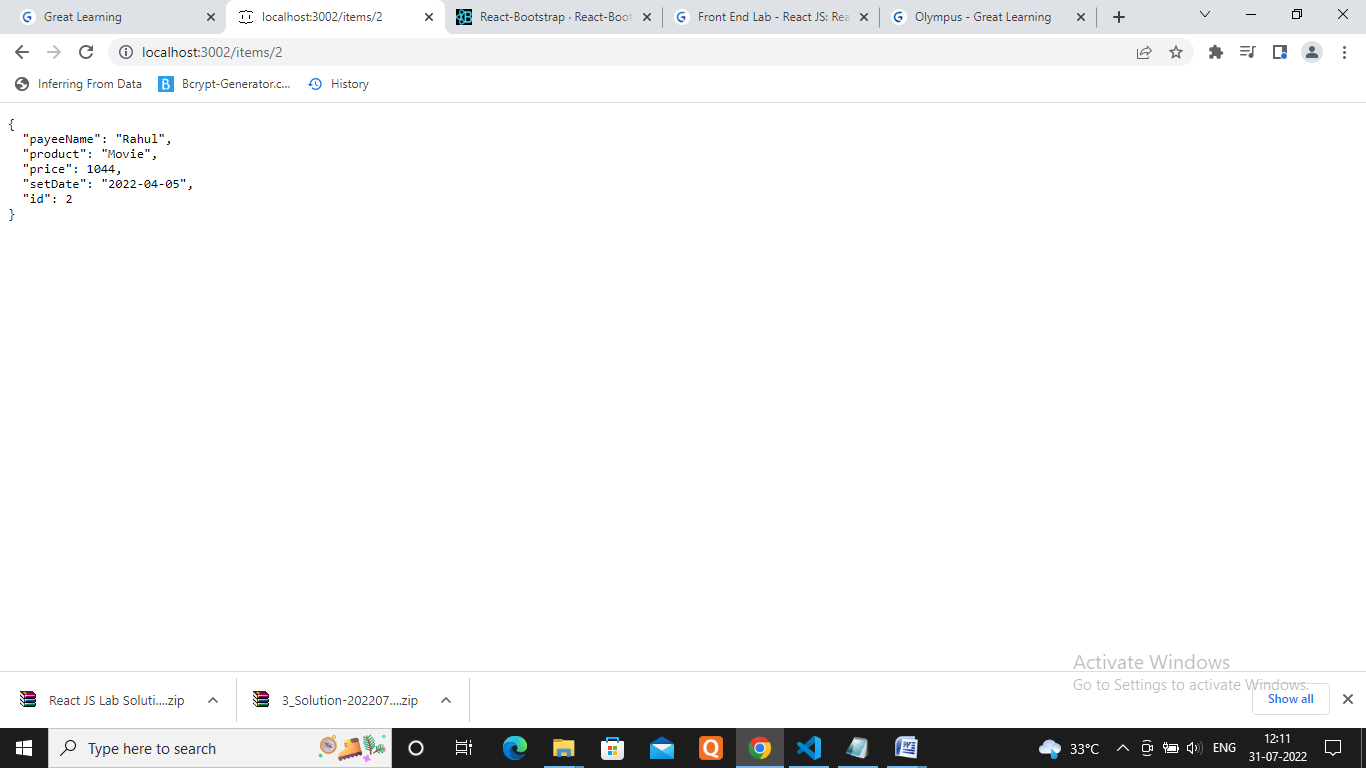 Great Learning
localhost:3002/items/2
React-Bootstrap · React-Boot
Front End Lab - React JS: Rea
Olympus - Great Learning
localhost:3002/items/2
Inferring From Data
B Bcrypt-Generator.c...
History
{
"payeeName": "Rahul",
"product": "Movie",
"price": 1044,
"setDate": "2022-04-05",
"id": 2
}
Activate Windows
Go to Settings to activate Windows.
React JS Lab Soluti....zip
3_Solution-202207....zip
Show all
Type here to search
33°C
ENG
12:11
31-07-2022